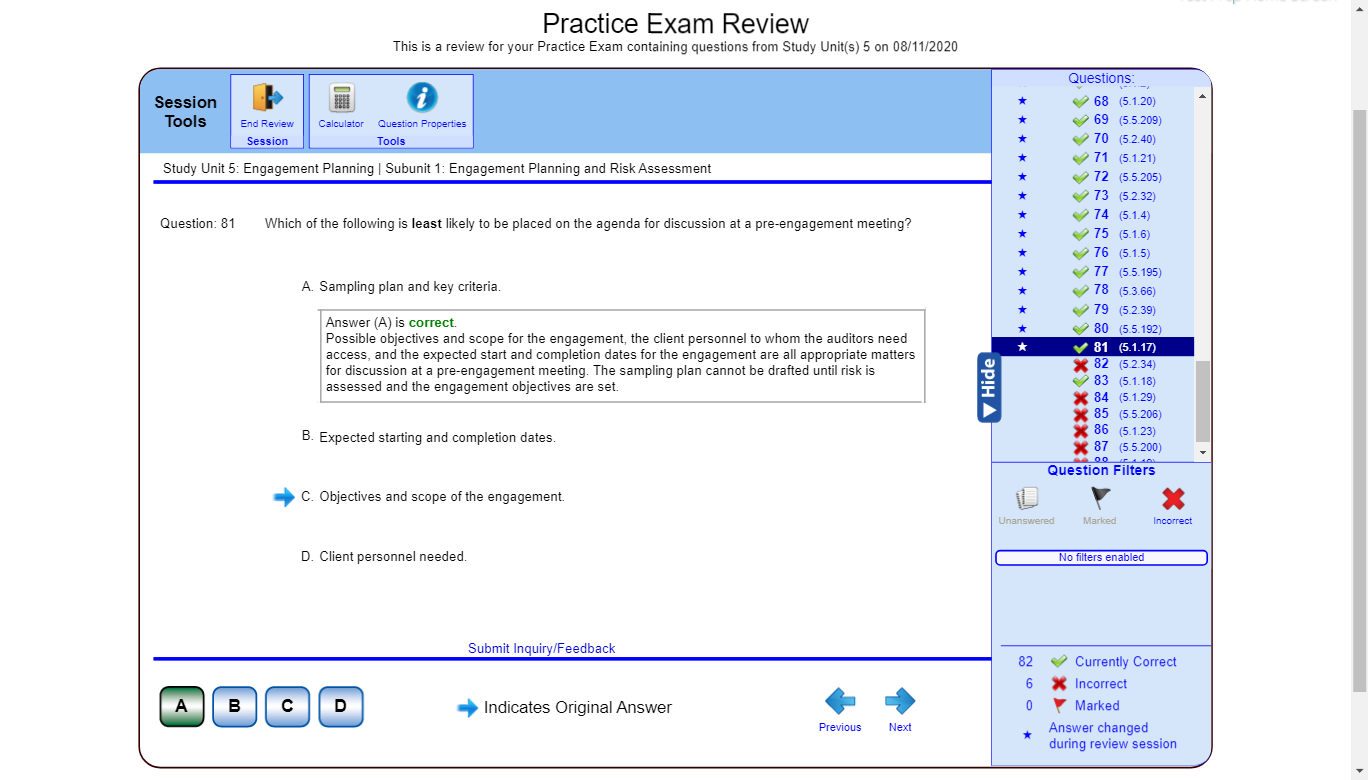 Practice Exam Review
This is a review for your Practice Exam containing questions from Study Unit(s) 5 on 08/11/2020
Session
Tools
End Review
Session
Calculator
Question Properties
Tools
Study Unit 5: Engagement Planning | Subunit 1: Engagement Planning and Risk Assessment
Question: 81
Which of the following is least likely to be placed on the agenda for discussion at a pre-engagement meeting?
A. Sampling plan and key criteria.
Answer (A) is correct.
Possible objectives and scope for the engagement, the client personnel to whom the auditors need
access, and the expected start and completion dates for the engagement are all appropriate matters
for discussion at a pre-engagement meeting. The sampling plan cannot be drafted until risk is
assessed and the engagement objectives are set.
B. Expected starting and completion dates.
C. Objectives and scope of the engagement.
D. Client personnel needed.
Submit Inquiry/Feedback
A
B
C
D
Indicates Original Answer
Previous
Next
Questions:
68 (5.1.20)
69 (5.5.209)
70 (5.2.40)
71 (5.1.21)
72 (5.5.205)
73 (5.2.32)
74 (5.1.4)
75 (5.1.6)
76 (5.1.5)
77 (5.5.195)
78 (5.3.66)
79 (5.2.39)
80 (5.5.192)
81 (5.1.17)
82 (5.2.34)
83 (5.1.18)
84 (5.1.29)
85 (5.5.206)
86 (5.1.23)
87 (5.5.200)
Hide
Question Filters
Unanswered
Marked
Incorrect
No filters enabled
82 Currently Correct
6 Incorrect
0 Marked
Answer changed
during review session